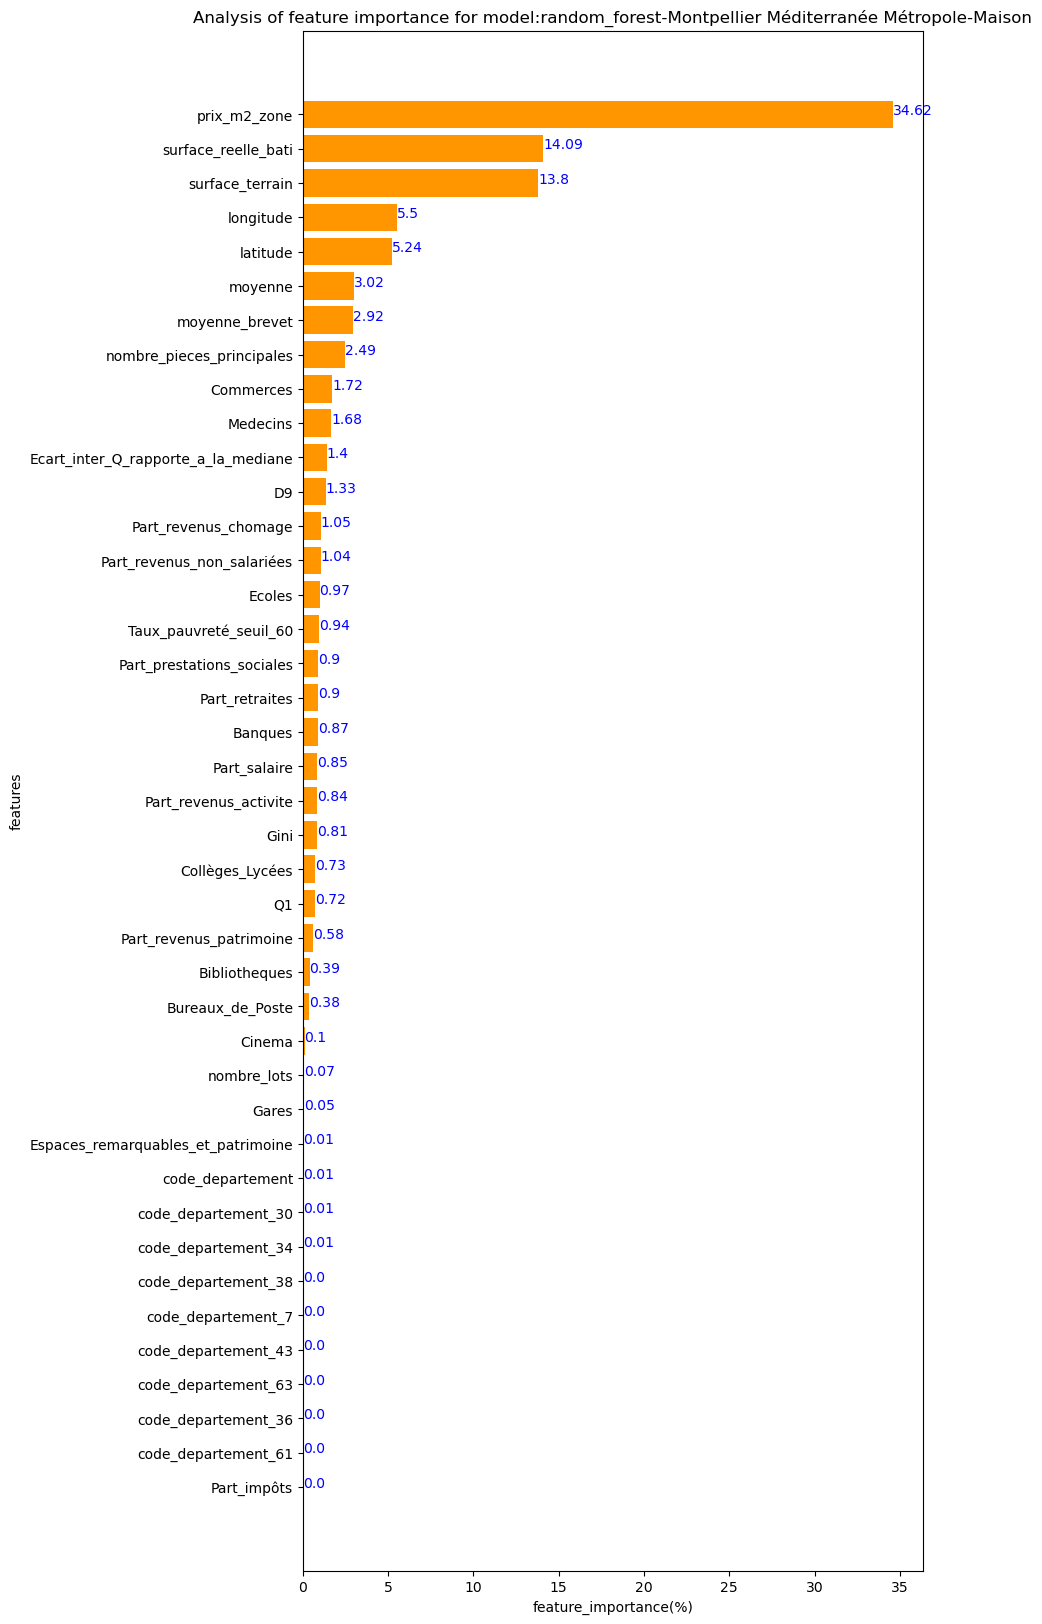 Analysis of feature importance for model:random_forest-Montpellier Méditerranée Métropole-Maison
prix_m2_zone 34.62
surface_reelle_bati 14.09
surface_terrain 13.8
longitude 5.5
latitude 5.24
moyenne 3.02
moyenne_brevet 2.92
nombre_pieces_principales 2.49
Commerces 1.72
Medecins 1.68
Ecart_inter_Q_rapporte_a_la_mediane 1.4
D9 1.33
Part_revenus_chomage 1.05
Part_revenus_non_salariées 1.04
Ecoles 0.97
Taux_pauvreté_seuil_60 0.94
Part_prestations_sociales 0.9
Part_retraites 0.9
Banques 0.87
Part_salaire 0.85
Part_revenus_activite 0.84
Gini 0.81
Collèges_Lycées 0.73
Q1 0.72
Part_revenus_patrimoine 0.58
Bibliotheques 0.39
Bureaux_de_Poste 0.38
Cinema 0.1
nombre_lots 0.07
Gares 0.05
Espaces_remarquables_et_patrimoine 0.01
code_departement 0.01
code_departement_30 0.01
code_departement_34 0.01
code_departement_38 0.0
code_departement_7 0.0
code_departement_43 0.0
code_departement_63 0.0
code_departement_36 0.0
code_departement_61 0.0
Part_impôts 0.0
features
0 5 10 15 20 25 30 35
feature_importance(%)